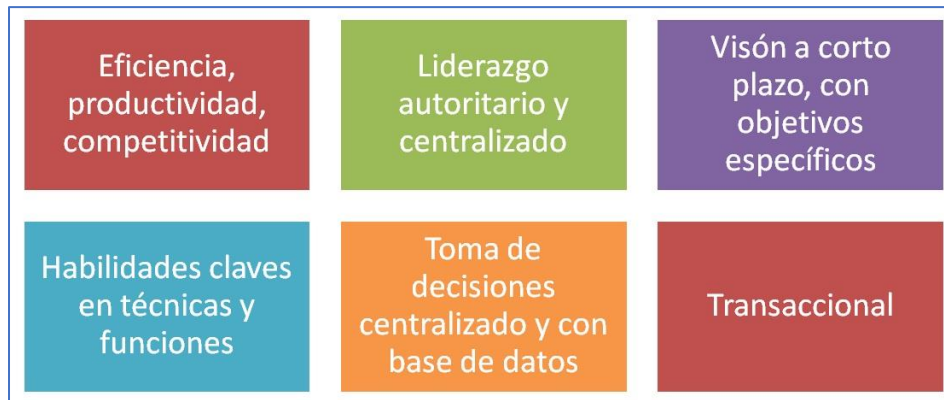 Eficiencia,
productividad,
competitividad
Liderazgo
autoritario y
centralizado
Visón a corto
plazo, con
objetivos
específicos
Habilidades claves
en técnicas y
funciones
Toma de
decisiones
centralizado y con
base de datos
Transaccional